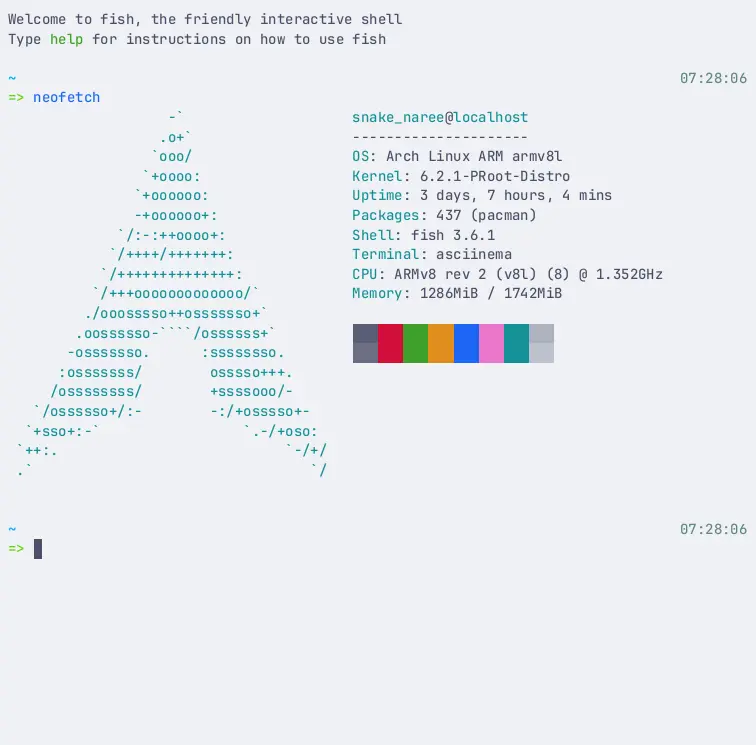 Welcome to fish, the friendly interactive shell
Type help for instructions on how to use fish
~ 07:28:06
=> neofetch
                   -`                    snake_naree@localhost
                  .o+`                   ---------------------
                 `ooo/                   OS: Arch Linux ARM armv8l
                `+oooo:                  Kernel: 6.2.1-PRoot-Distro
               `+oooooo:                 Uptime: 3 days, 7 hours, 4 mins
               -+oooooo+:                Packages: 437 (pacman)
             `/:-:++oooo+:               Shell: fish 3.6.1
            `/++++/+++++++:              Terminal: asciinema
           `/++++++++++++++:             CPU: ARMv8 rev 2 (v8l) (8) @ 1.352GHz
          `/+++ooooooooooooo/`           Memory: 1286MiB / 1742MiB
         ./ooosssso++osssssso+`
        .oossssso-````/ossssss+`
       -osssssso.      :ssssssso.
      :osssssss/        osssso+++.
     /ossssssss/        +ssssooo/-
   `/ossssso+/:-        -:/+osssso+-
  `+sso+:-`                 `.-/+oso:
 `++:.                           `-/+/
 .`                                 `/
~ 07:28:06
=>